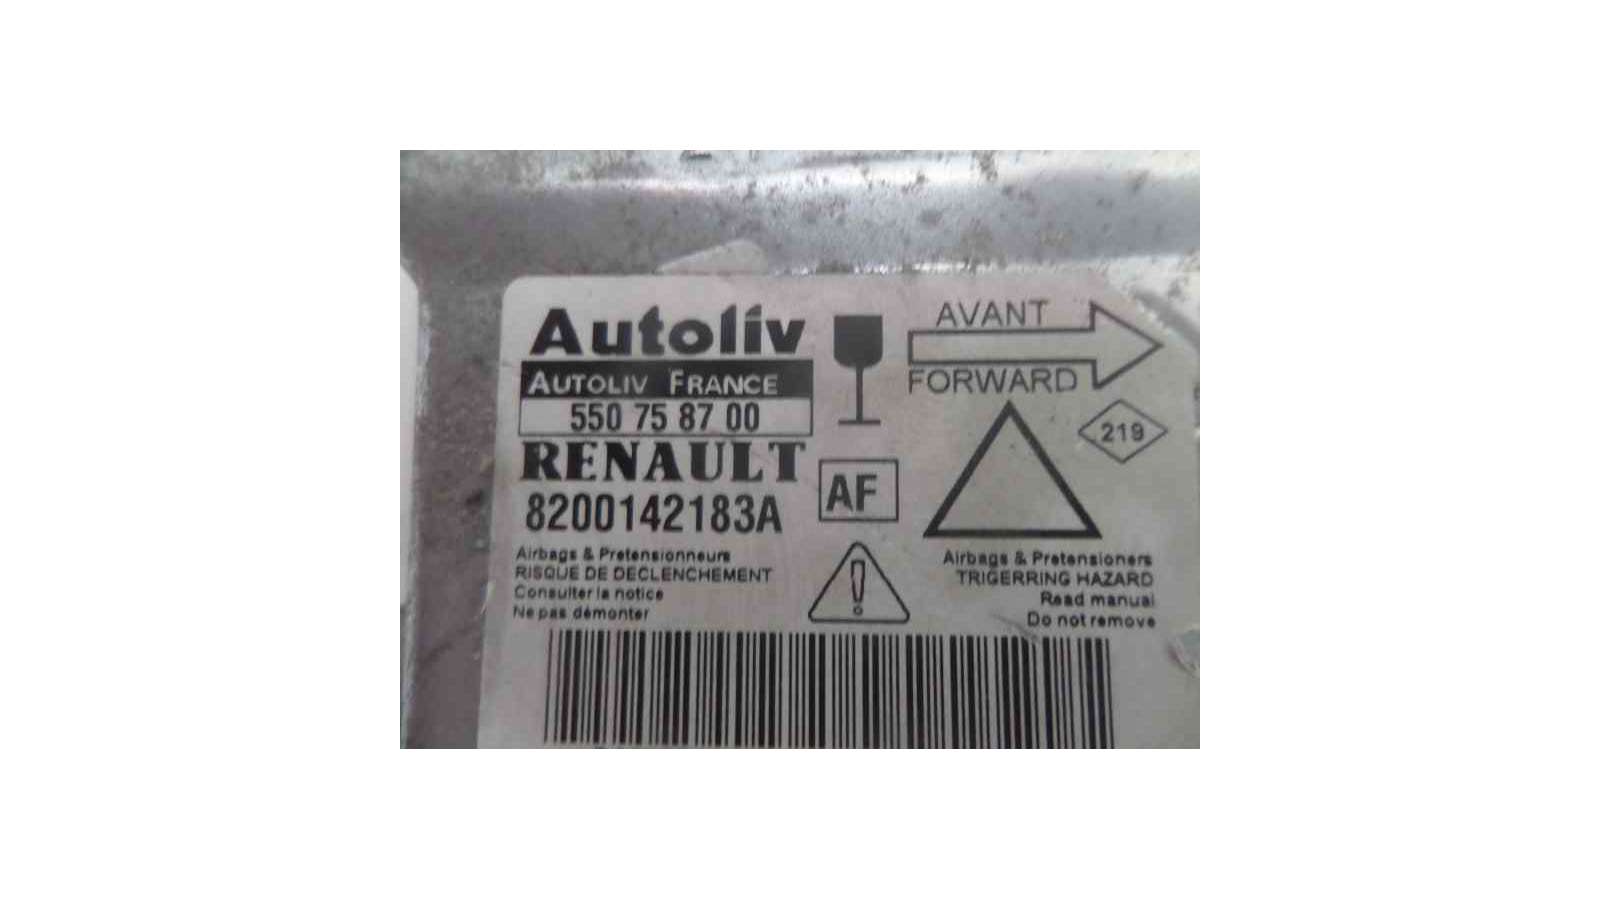 Autoliv
AUTOLIV FRANCE
550 75 87 00
RENAULT
8200142183A
AF
AVANT
FORWARD
219
Airbags & Pretensionneurs
RISQUE DE DECLENCHEMENT
Consulter la notice
Ne pas démonter
Airbags & Pretensioners
TRIGERRING HAZARD
Read manual
Do not remove